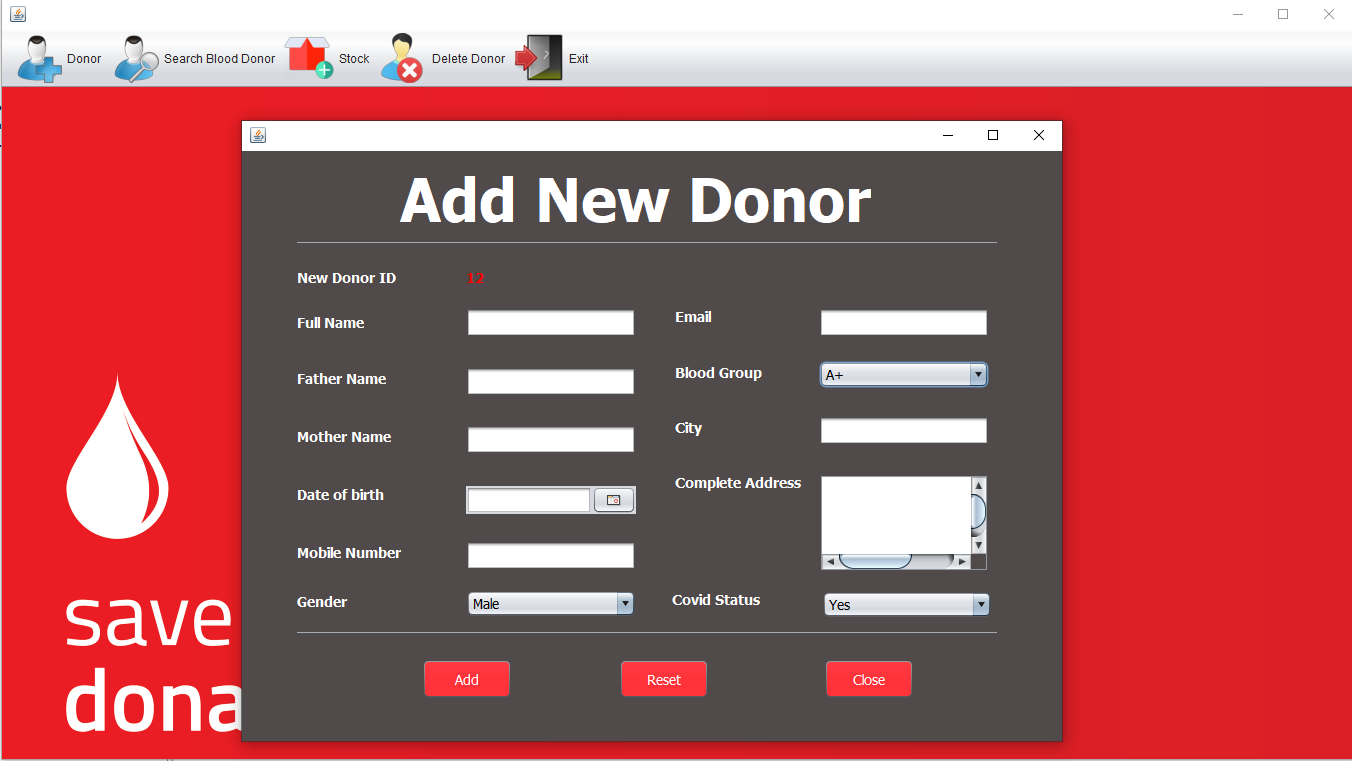 Donor Search Blood Donor Stock Delete Donor Exit
Add New Donor
New Donor ID 12
Full Name
Email
Father Name
Blood Group A+
Mother Name
City
Date of birth
Complete Address
Mobile Number
Gender Male
Covid Status Yes
Add Reset Close
save
dona